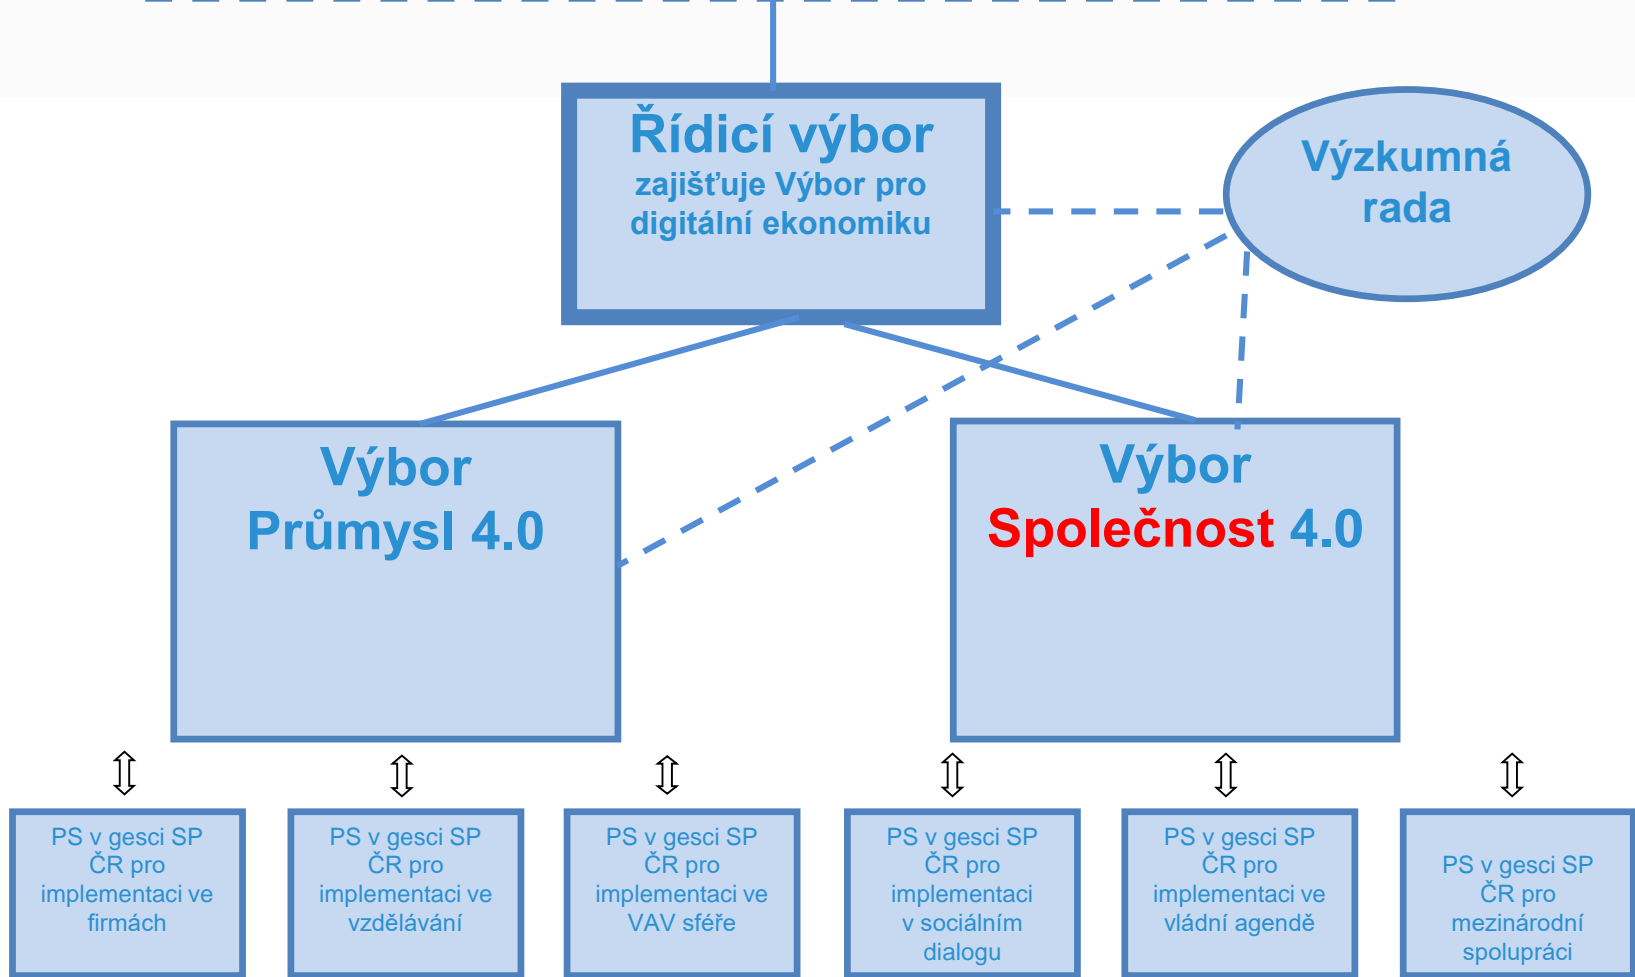 Řídicí výbor
zajišťuje Výbor pro
digitální ekonomiku
Výzkumná
rada
Výbor
Průmysl 4.0
Výbor
Společnost 4.0
PS v gesci SP
ČR pro
implementaci ve
firmách
PS v gesci SP
ČR pro
implementaci ve
vzdělávání
PS v gesci SP
ČR pro
implementaci ve
VAV sféře
PS v gesci SP
ČR pro
implementaci
v sociálním
dialogu
PS v gesci SP
ČR pro
implementaci ve
vládní agendě
PS v gesci SP
ČR pro
mezinárodní
spolupráci